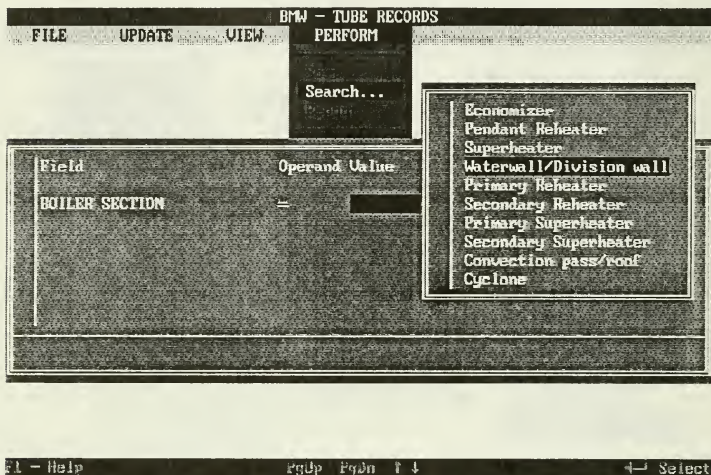 BMW — TUBE RECORDS
FILE UPDATE VIEW PERFORM
Search...
Economizer
Pendant Reheater
Superheater
Waterwall/Division wall
Primary Reheater
Secondary Reheater
Primary Superheater
Secondary Superheater
Convection pass/roof
Cyclone
Field Operand Value
BOILER SECTION =
F1 — Help PgUp PgDn ↑ ↓ ←┘ Select